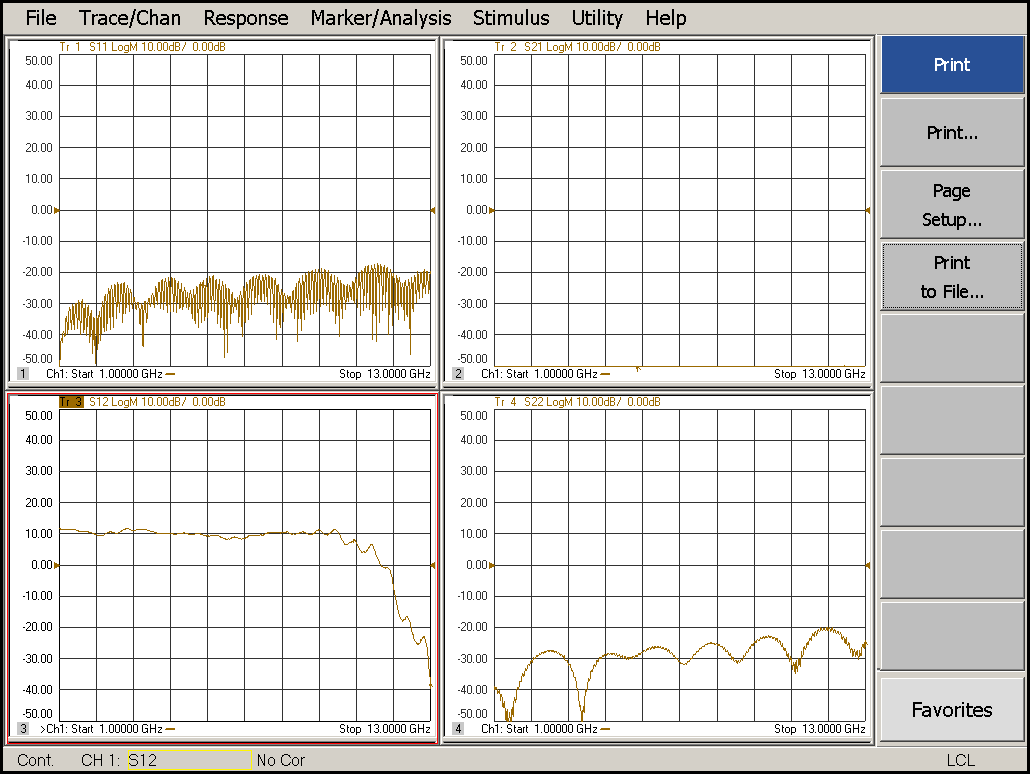 File Trace/Chan Response Marker/Analysis Stimulus Utility Help
Tr 1 S11 LogM 10.00dB/ 0.00dB
50.00
40.00
30.00
20.00
10.00
0.00
-10.00
-20.00
-30.00
-40.00
-50.00
1 Ch1: Start 1.00000 GHz Stop 13.0000 GHz
Tr 2 S21 LogM 10.00dB/ 0.00dB
50.00
40.00
30.00
20.00
10.00
0.00
-10.00
-20.00
-30.00
-40.00
-50.00
2 Ch1: Start 1.00000 GHz Stop 13.0000 GHz
Tr 3 S12 LogM 10.00dB/ 0.00dB
50.00
40.00
30.00
20.00
10.00
0.00
-10.00
-20.00
-30.00
-40.00
-50.00
3 >Ch1: Start 1.00000 GHz Stop 13.0000 GHz
Tr 4 S22 LogM 10.00dB/ 0.00dB
50.00
40.00
30.00
20.00
10.00
0.00
-10.00
-20.00
-30.00
-40.00
-50.00
4 Ch1: Start 1.00000 GHz Stop 13.0000 GHz
Print
Print...
Page
Setup...
Print
to File...
Favorites
Cont. CH 1: S12 No Cor LCL